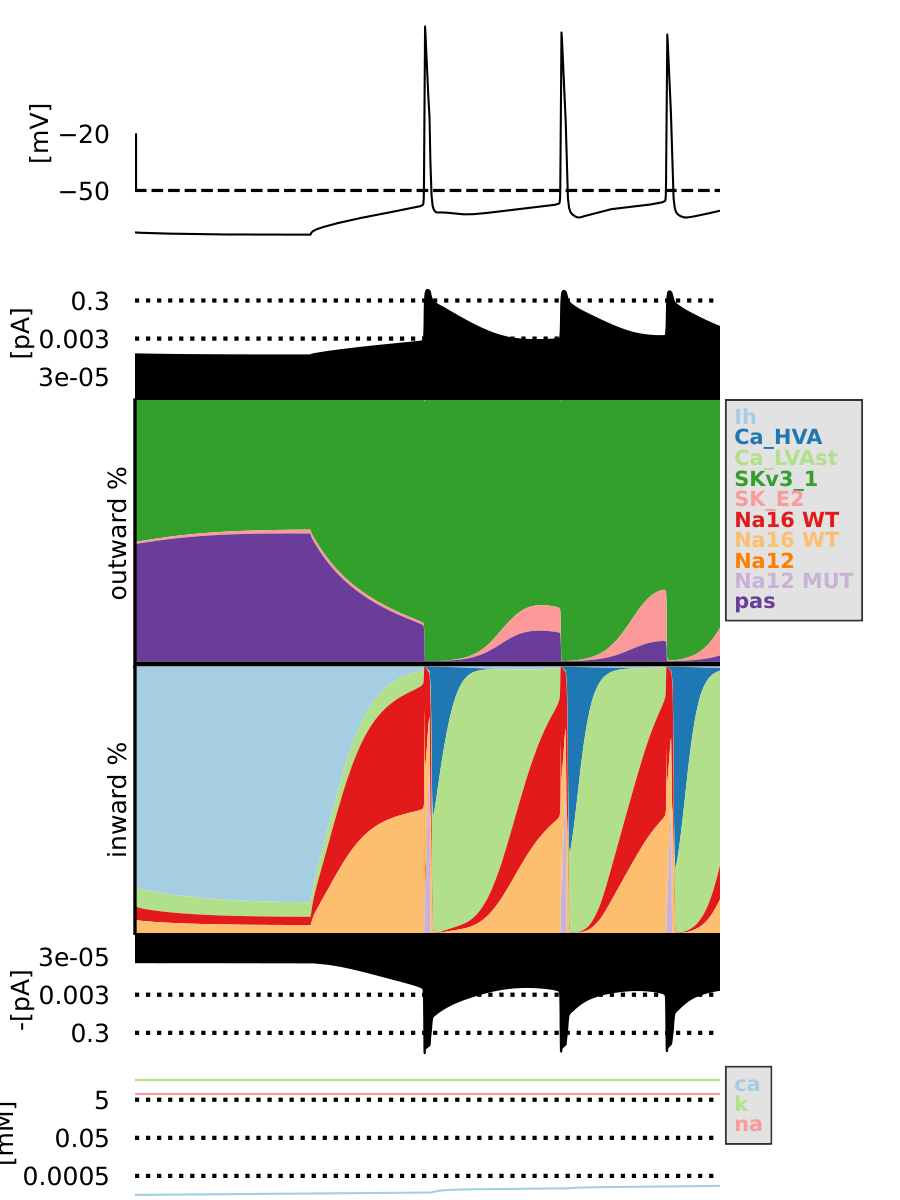 [mV]
−20
−50
[pA]
0.3
0.003
3e-05
outward %
Ih
Ca_HVA
Ca_LVAst
SKv3_1
SK_E2
Na16 WT
Na16 WT
Na12
Na12 MUT
pas
inward %
-[pA]
3e-05
0.003
0.3
[mM]
5
0.05
0.0005
ca
k
na